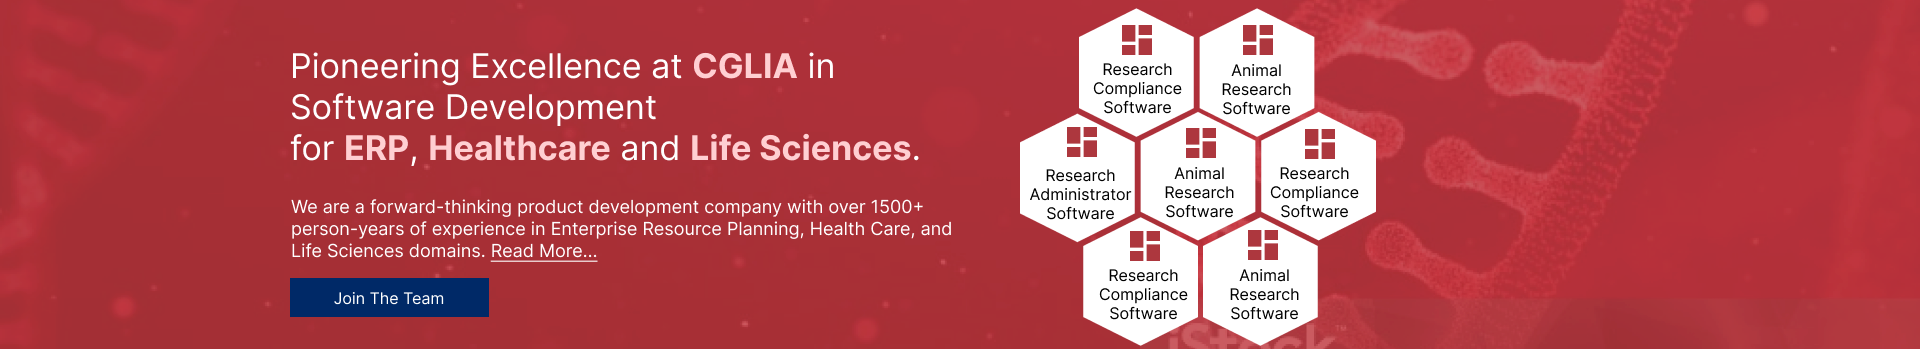 Pioneering Excellence at CGLIA in
Software Development
for ERP, Healthcare and Life Sciences.
We are a forward-thinking product development company with over 1500+
person-years of experience in Enterprise Resource Planning, Health Care, and
Life Sciences domains. Read More...
Join The Team
Research
Compliance
Software
Animal
Research
Software
Research
Administrator
Software
Animal
Research
Software
Research
Compliance
Software
Research
Compliance
Software
Animal
Research
Software
iStock™